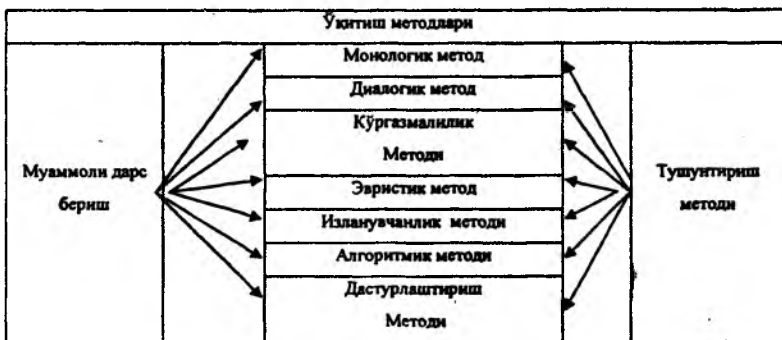 Ўкитиш методлари
Монологик метод
Диалогик метод
Кўргазмалилик
Методи
Муаммоли дарс
бериш
Эвристик метод
Изланувчанлик методи
Алгоритмик методи
Дастурлаштириш
Методи
Тушунтириш
методи